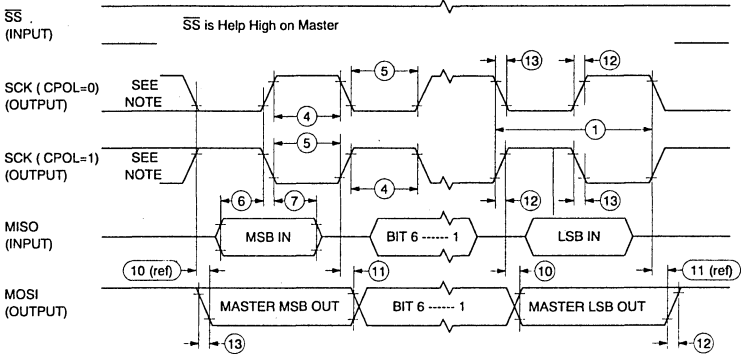 SS
(INPUT)
SS is Help High on Master
SCK ( CPOL=0)
(OUTPUT)
SEE
NOTE
5
13
12
4
1
SCK ( CPOL=1)
(OUTPUT)
SEE
NOTE
5
4
12
13
6
7
MISO
(INPUT)
MSB IN
BIT 6 ------ 1
LSB IN
10 (ref)
11
10
11 (ref)
MOSI
(OUTPUT)
MASTER MSB OUT
BIT 6 ------ 1
MASTER LSB OUT
13
12